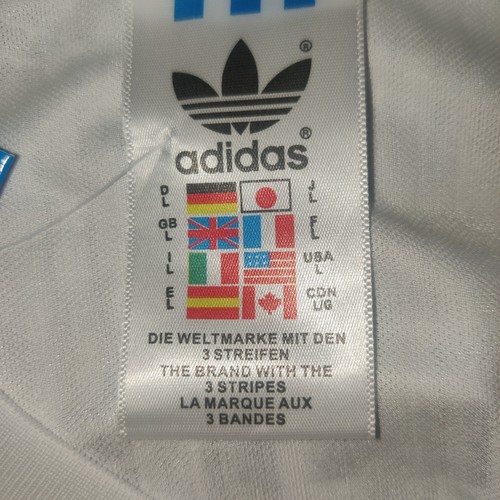 ®
®
adidas
D L J L
GB L F L
I L USA L
E L CDN L/G
DIE WELTMARKE MIT DEN
3 STREIFEN
THE BRAND WITH THE
3 STRIPES
LA MARQUE AUX
3 BANDES